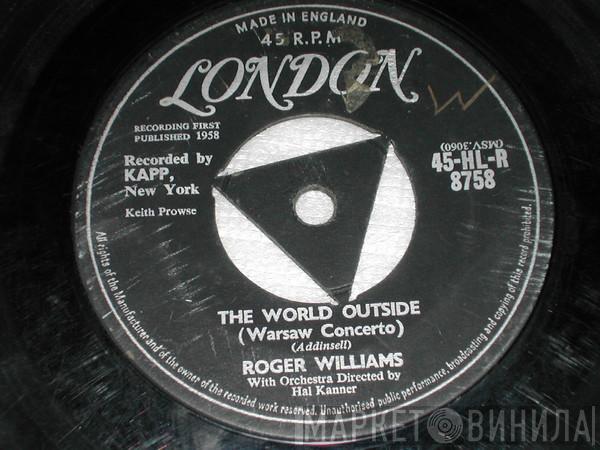 MADE IN ENGLAND
45 R.P.M
LONDON
W
RECORDING FIRST
PUBLISHED 1958
Recorded by
KAPP,
New York
Keith Prowse
(MSV.3060)
45-HL-R
8758
THE WORLD OUTSIDE
(Warsaw Concerto)
(Addinsell)
ROGER WILLIAMS
With Orchestra Directed by
Hal Kanner
All rights of the Manufacturer and of the owner of the recorded work reserved. Unauthorised public performance, broadcasting and copying of this record prohibited.
МАРКЕТ ВИНИЛА